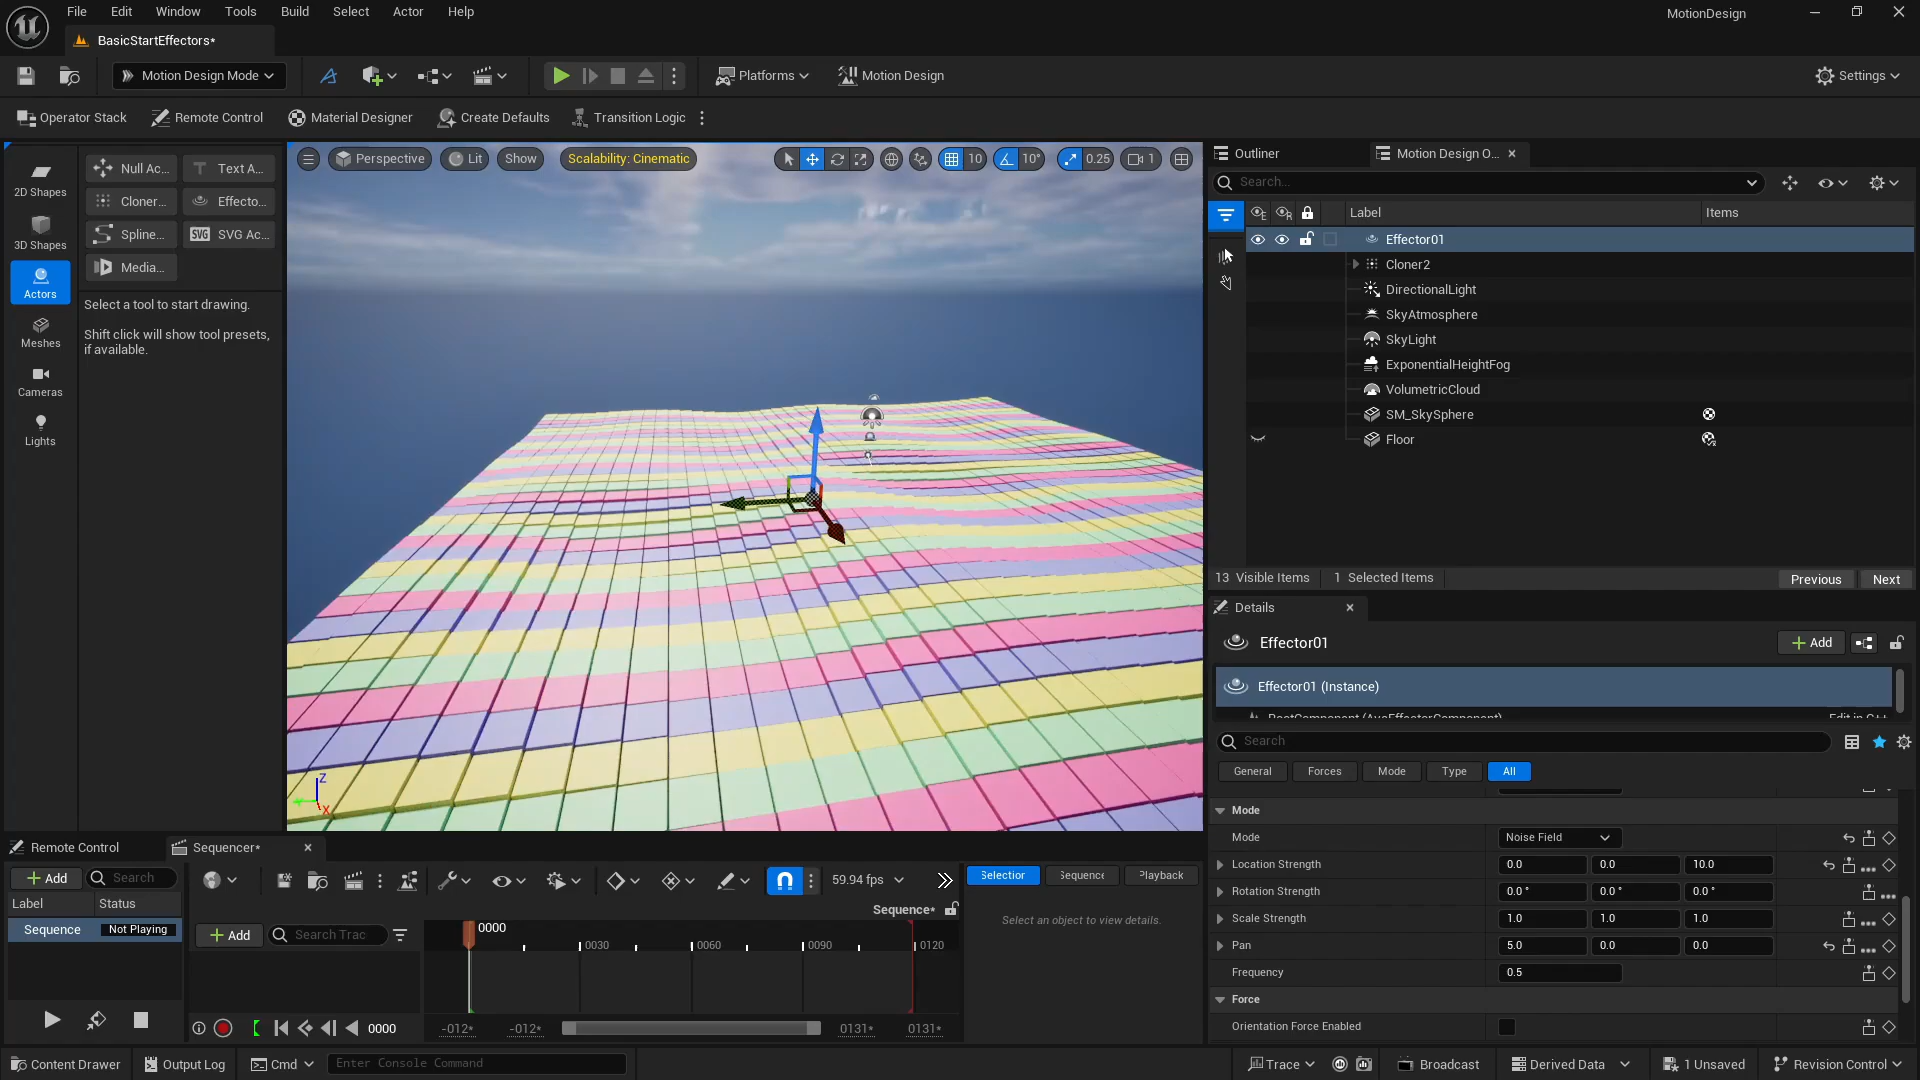 File Edit Window Tools Build Select Actor Help
MotionDesign
BasicStartEffectors*
Motion Design Mode
Platforms
Motion Design
Settings
Operator Stack
Remote Control
Material Designer
Create Defaults
Transition Logic
2D Shapes
3D Shapes
Actors
Meshes
Cameras
Lights
Null Ac...
Text A...
Cloner...
Effecto...
Spline...
SVG SVG Ac...
Media...
Select a tool to start drawing.
Shift click will show tool presets,
if available.
Perspective
Lit
Show
Scalability: Cinematic
10
10°
0.25
1
Z
X
Outliner
Motion Design O...
Search...
Label
Items
Effector01
Cloner2
DirectionalLight
SkyAtmosphere
SkyLight
ExponentialHeightFog
VolumetricCloud
SM_SkySphere
Floor
13 Visible Items
1 Selected Items
Previous
Next
Details
Effector01
Add
Effector01 (Instance)
RootComponent (AvaEffectorComponent)
Edit in C++
Search
General
Forces
Mode
Type
All
Mode
Mode Noise Field
Location Strength 0.0 0.0 10.0
Rotation Strength 0.0° 0.0° 0.0°
Scale Strength 1.0 1.0 1.0
Pan 5.0 0.0 0.0
Frequency 0.5
Force
Orientation Force Enabled
Remote Control
Sequencer*
Add
Search
Label Status
Sequence Not Playing
59.94 fps
Sequence*
Add
Search Trac
0000
0030 0060 0090 0120
0000
-012* -012* 0131* 0131*
Selection
Sequence
Playback
Select an object to view details.
Content Drawer
Output Log
Cmd
Enter Console Command
Trace
Broadcast
Derived Data
1 Unsaved
Revision Control